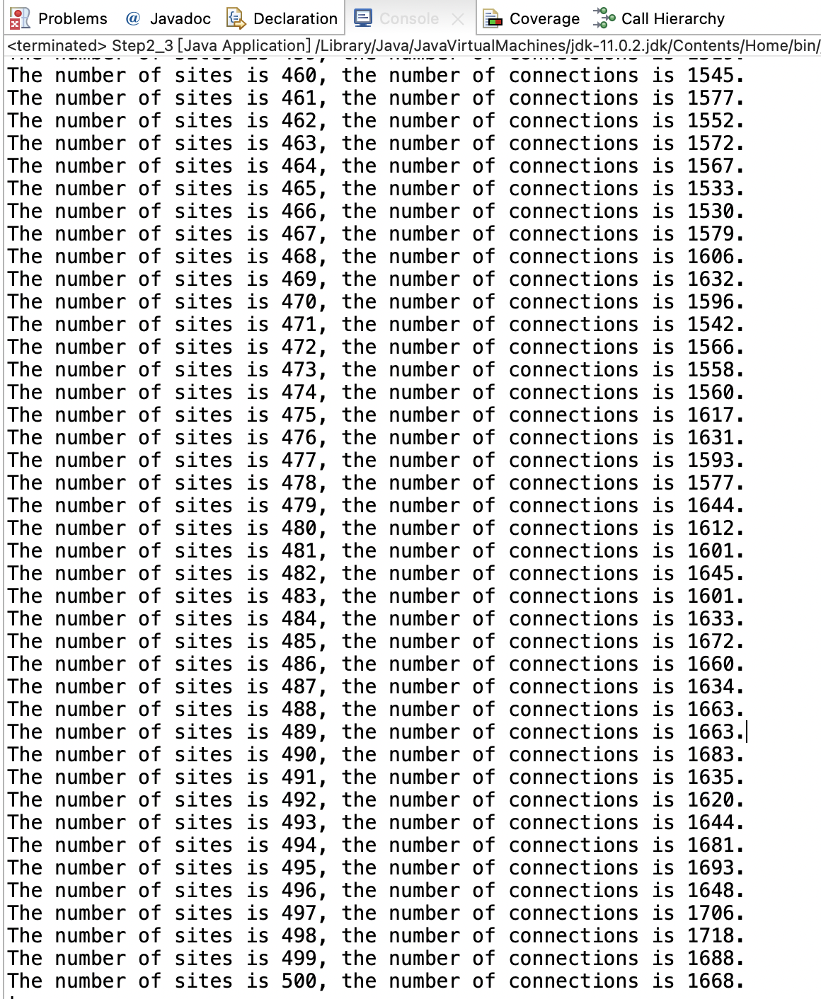 Problems @ Javadoc Declaration Console Coverage Call Hierarchy
<terminated> Step2_3 [Java Application] /Library/Java/JavaVirtualMachines/jdk-11.0.2.jdk/Contents/Home/bin/
The number of sites is 460, the number of connections is 1545.
The number of sites is 461, the number of connections is 1577.
The number of sites is 462, the number of connections is 1552.
The number of sites is 463, the number of connections is 1572.
The number of sites is 464, the number of connections is 1567.
The number of sites is 465, the number of connections is 1533.
The number of sites is 466, the number of connections is 1530.
The number of sites is 467, the number of connections is 1579.
The number of sites is 468, the number of connections is 1606.
The number of sites is 469, the number of connections is 1632.
The number of sites is 470, the number of connections is 1596.
The number of sites is 471, the number of connections is 1542.
The number of sites is 472, the number of connections is 1566.
The number of sites is 473, the number of connections is 1558.
The number of sites is 474, the number of connections is 1560.
The number of sites is 475, the number of connections is 1617.
The number of sites is 476, the number of connections is 1631.
The number of sites is 477, the number of connections is 1593.
The number of sites is 478, the number of connections is 1577.
The number of sites is 479, the number of connections is 1644.
The number of sites is 480, the number of connections is 1612.
The number of sites is 481, the number of connections is 1601.
The number of sites is 482, the number of connections is 1645.
The number of sites is 483, the number of connections is 1601.
The number of sites is 484, the number of connections is 1633.
The number of sites is 485, the number of connections is 1672.
The number of sites is 486, the number of connections is 1660.
The number of sites is 487, the number of connections is 1634.
The number of sites is 488, the number of connections is 1663.
The number of sites is 489, the number of connections is 1663.
The number of sites is 490, the number of connections is 1683.
The number of sites is 491, the number of connections is 1635.
The number of sites is 492, the number of connections is 1620.
The number of sites is 493, the number of connections is 1644.
The number of sites is 494, the number of connections is 1681.
The number of sites is 495, the number of connections is 1693.
The number of sites is 496, the number of connections is 1648.
The number of sites is 497, the number of connections is 1706.
The number of sites is 498, the number of connections is 1718.
The number of sites is 499, the number of connections is 1688.
The number of sites is 500, the number of connections is 1668.